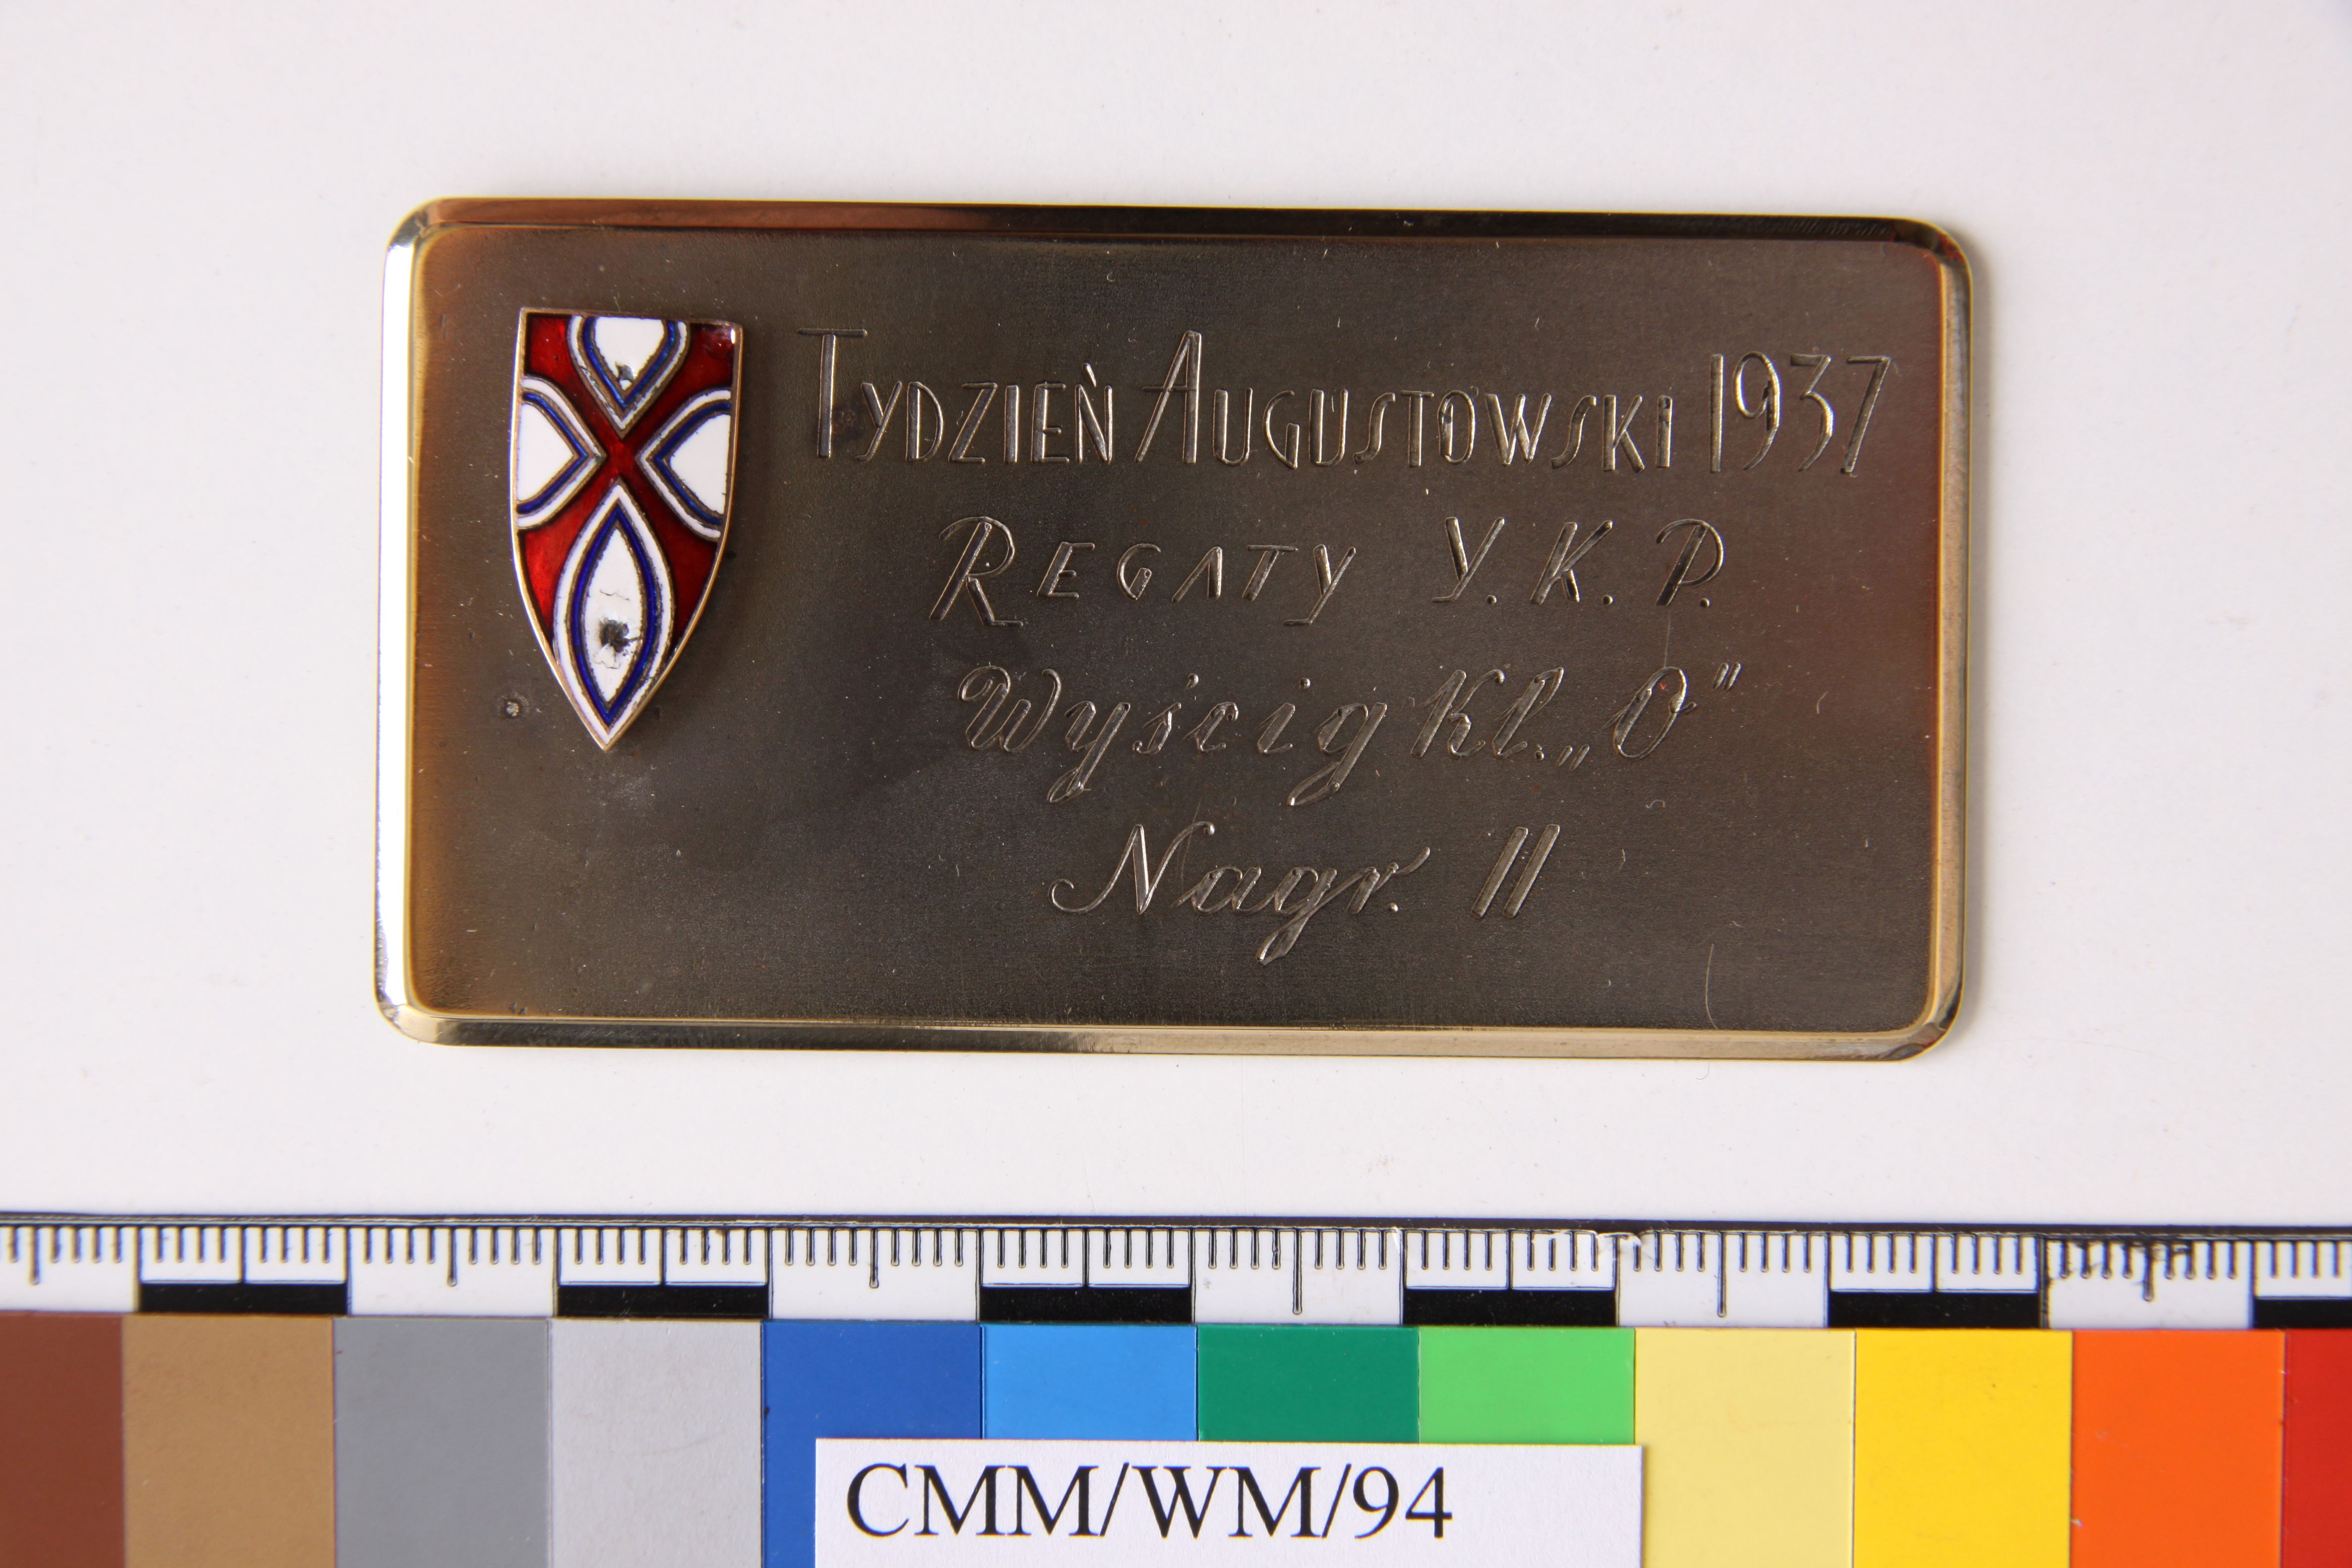 TYDZIEŃ AUGUSTOWSKI 1937
REGATY Y. K. P.
Wyścig Kl. „O"
Nagr. II
CMM/WM/94